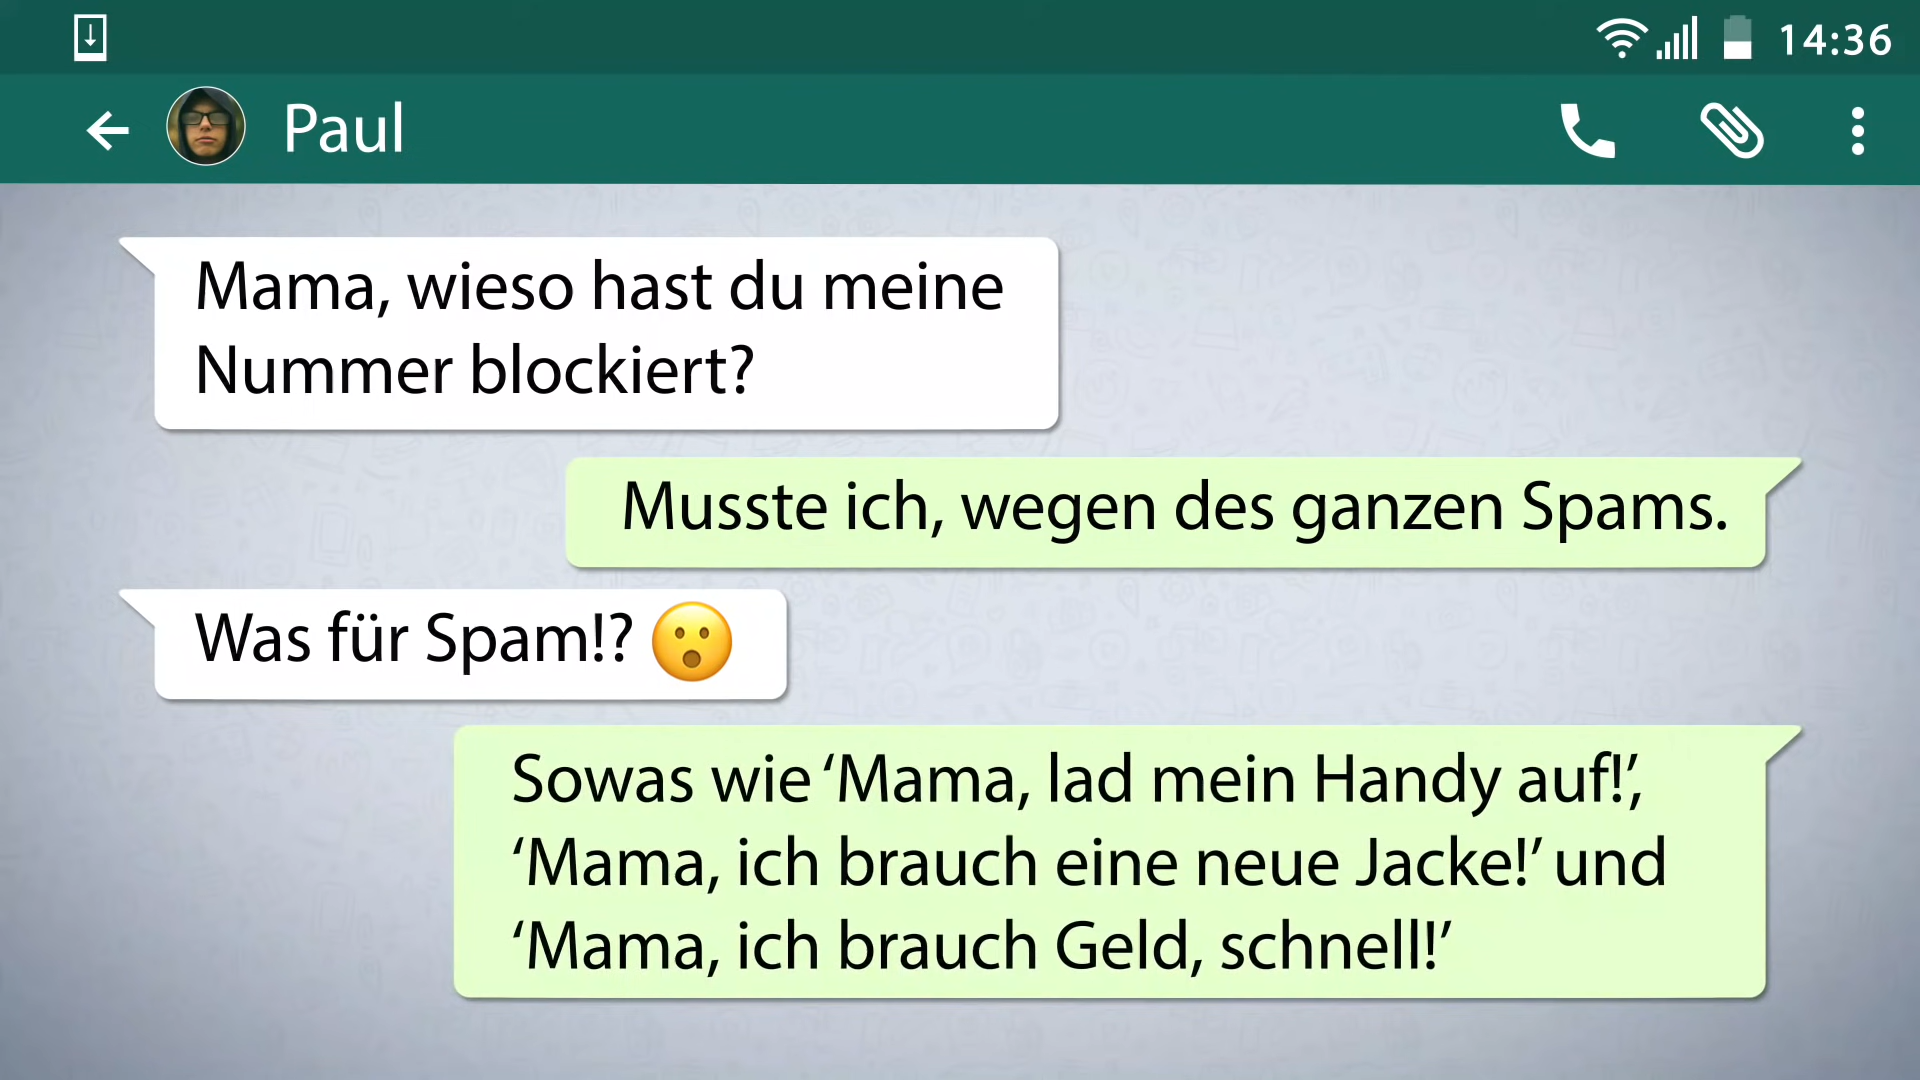 14:36
Paul
Mama, wieso hast du meine
Nummer blockiert?
Musste ich, wegen des ganzen Spams.
Was für Spam!? 😮
Sowas wie ‘Mama, lad mein Handy auf!’,
‘Mama, ich brauch eine neue Jacke!’ und
‘Mama, ich brauch Geld, schnell!’